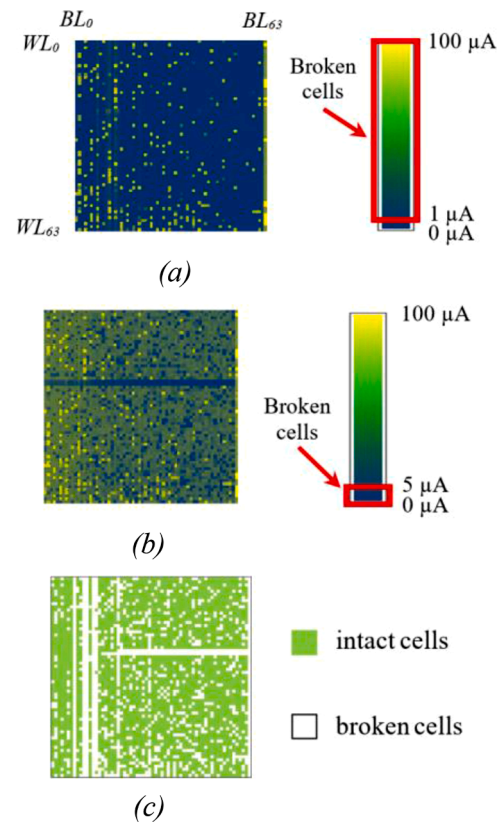 BL0 BL63
WL0
100 µA
Broken
cells
1 µA
0 µA
WL63
(a)
100 µA
Broken
cells
5 µA
0 µA
(b)
intact cells
broken cells
(c)